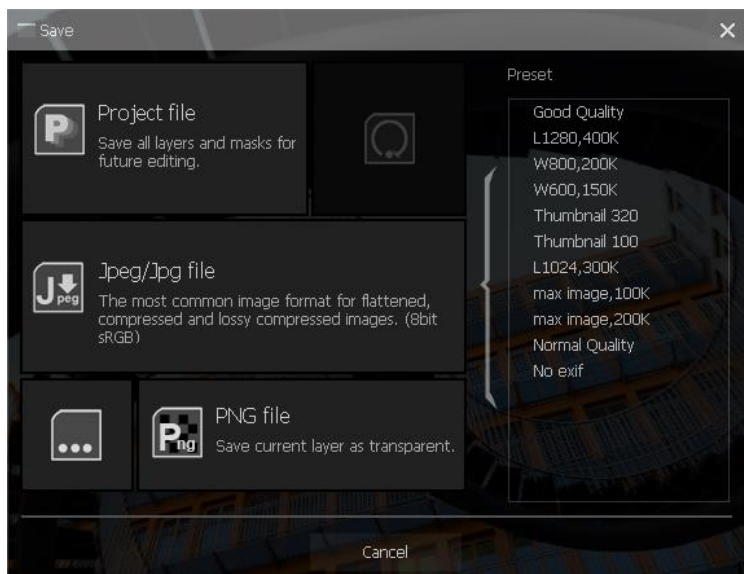 Save
Preset
Project file
Save all layers and masks for
future editing.
P
Jpeg/Jpg file
The most common image format for flattened,
compressed and lossy compressed images. (8bit
sRGB)
J
peg
PNG file
Save current layer as transparent.
Png
Good Quality
L1280,400K
W800,200K
W600,150K
Thumbnail 320
Thumbnail 100
L1024,300K
max image,100K
max image,200K
Normal Quality
No exif
Cancel